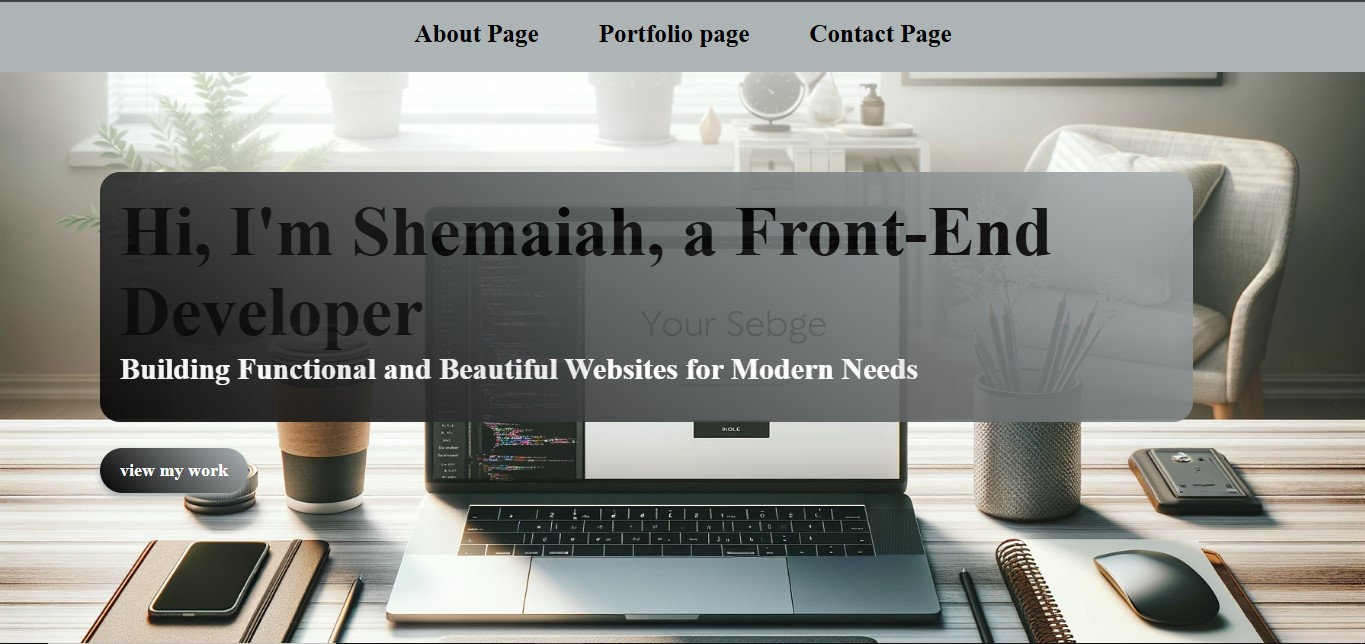 About Page Portfolio page Contact Page
Hi, I'm Shemaiah, a Front-End
Developer
Your Sebge
Building Functional and Beautiful Websites for Modern Needs
DIOLE
view my work